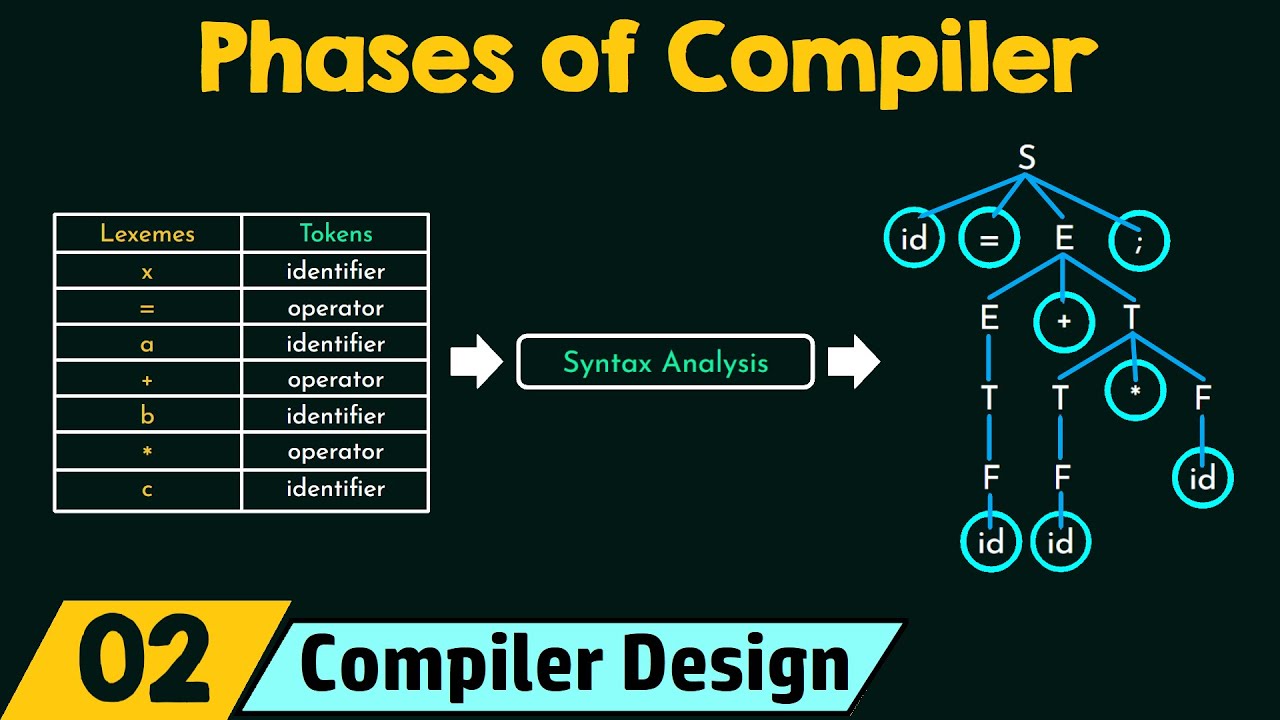 Phases of Compiler
Lexemes Tokens
x identifier
= operator
a identifier
+ operator
b identifier
* operator
c identifier
Syntax Analysis
S
id = E ;
E + T
T T * F
F F id
id id
02 Compiler Design